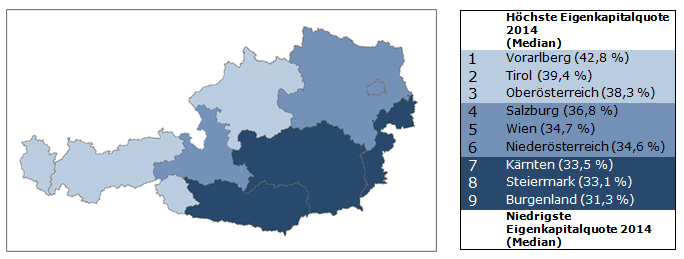 Höchste Eigenkapitalquote
2014
(Median)
1 Vorarlberg (42,8 %)
2 Tirol (39,4 %)
3 Oberösterreich (38,3 %)
4 Salzburg (36,8 %)
5 Wien (34,7 %)
6 Niederösterreich (34,6 %)
7 Kärnten (33,5 %)
8 Steiermark (33,1 %)
9 Burgenland (31,3 %)
Niedrigste
Eigenkapitalquote 2014
(Median)